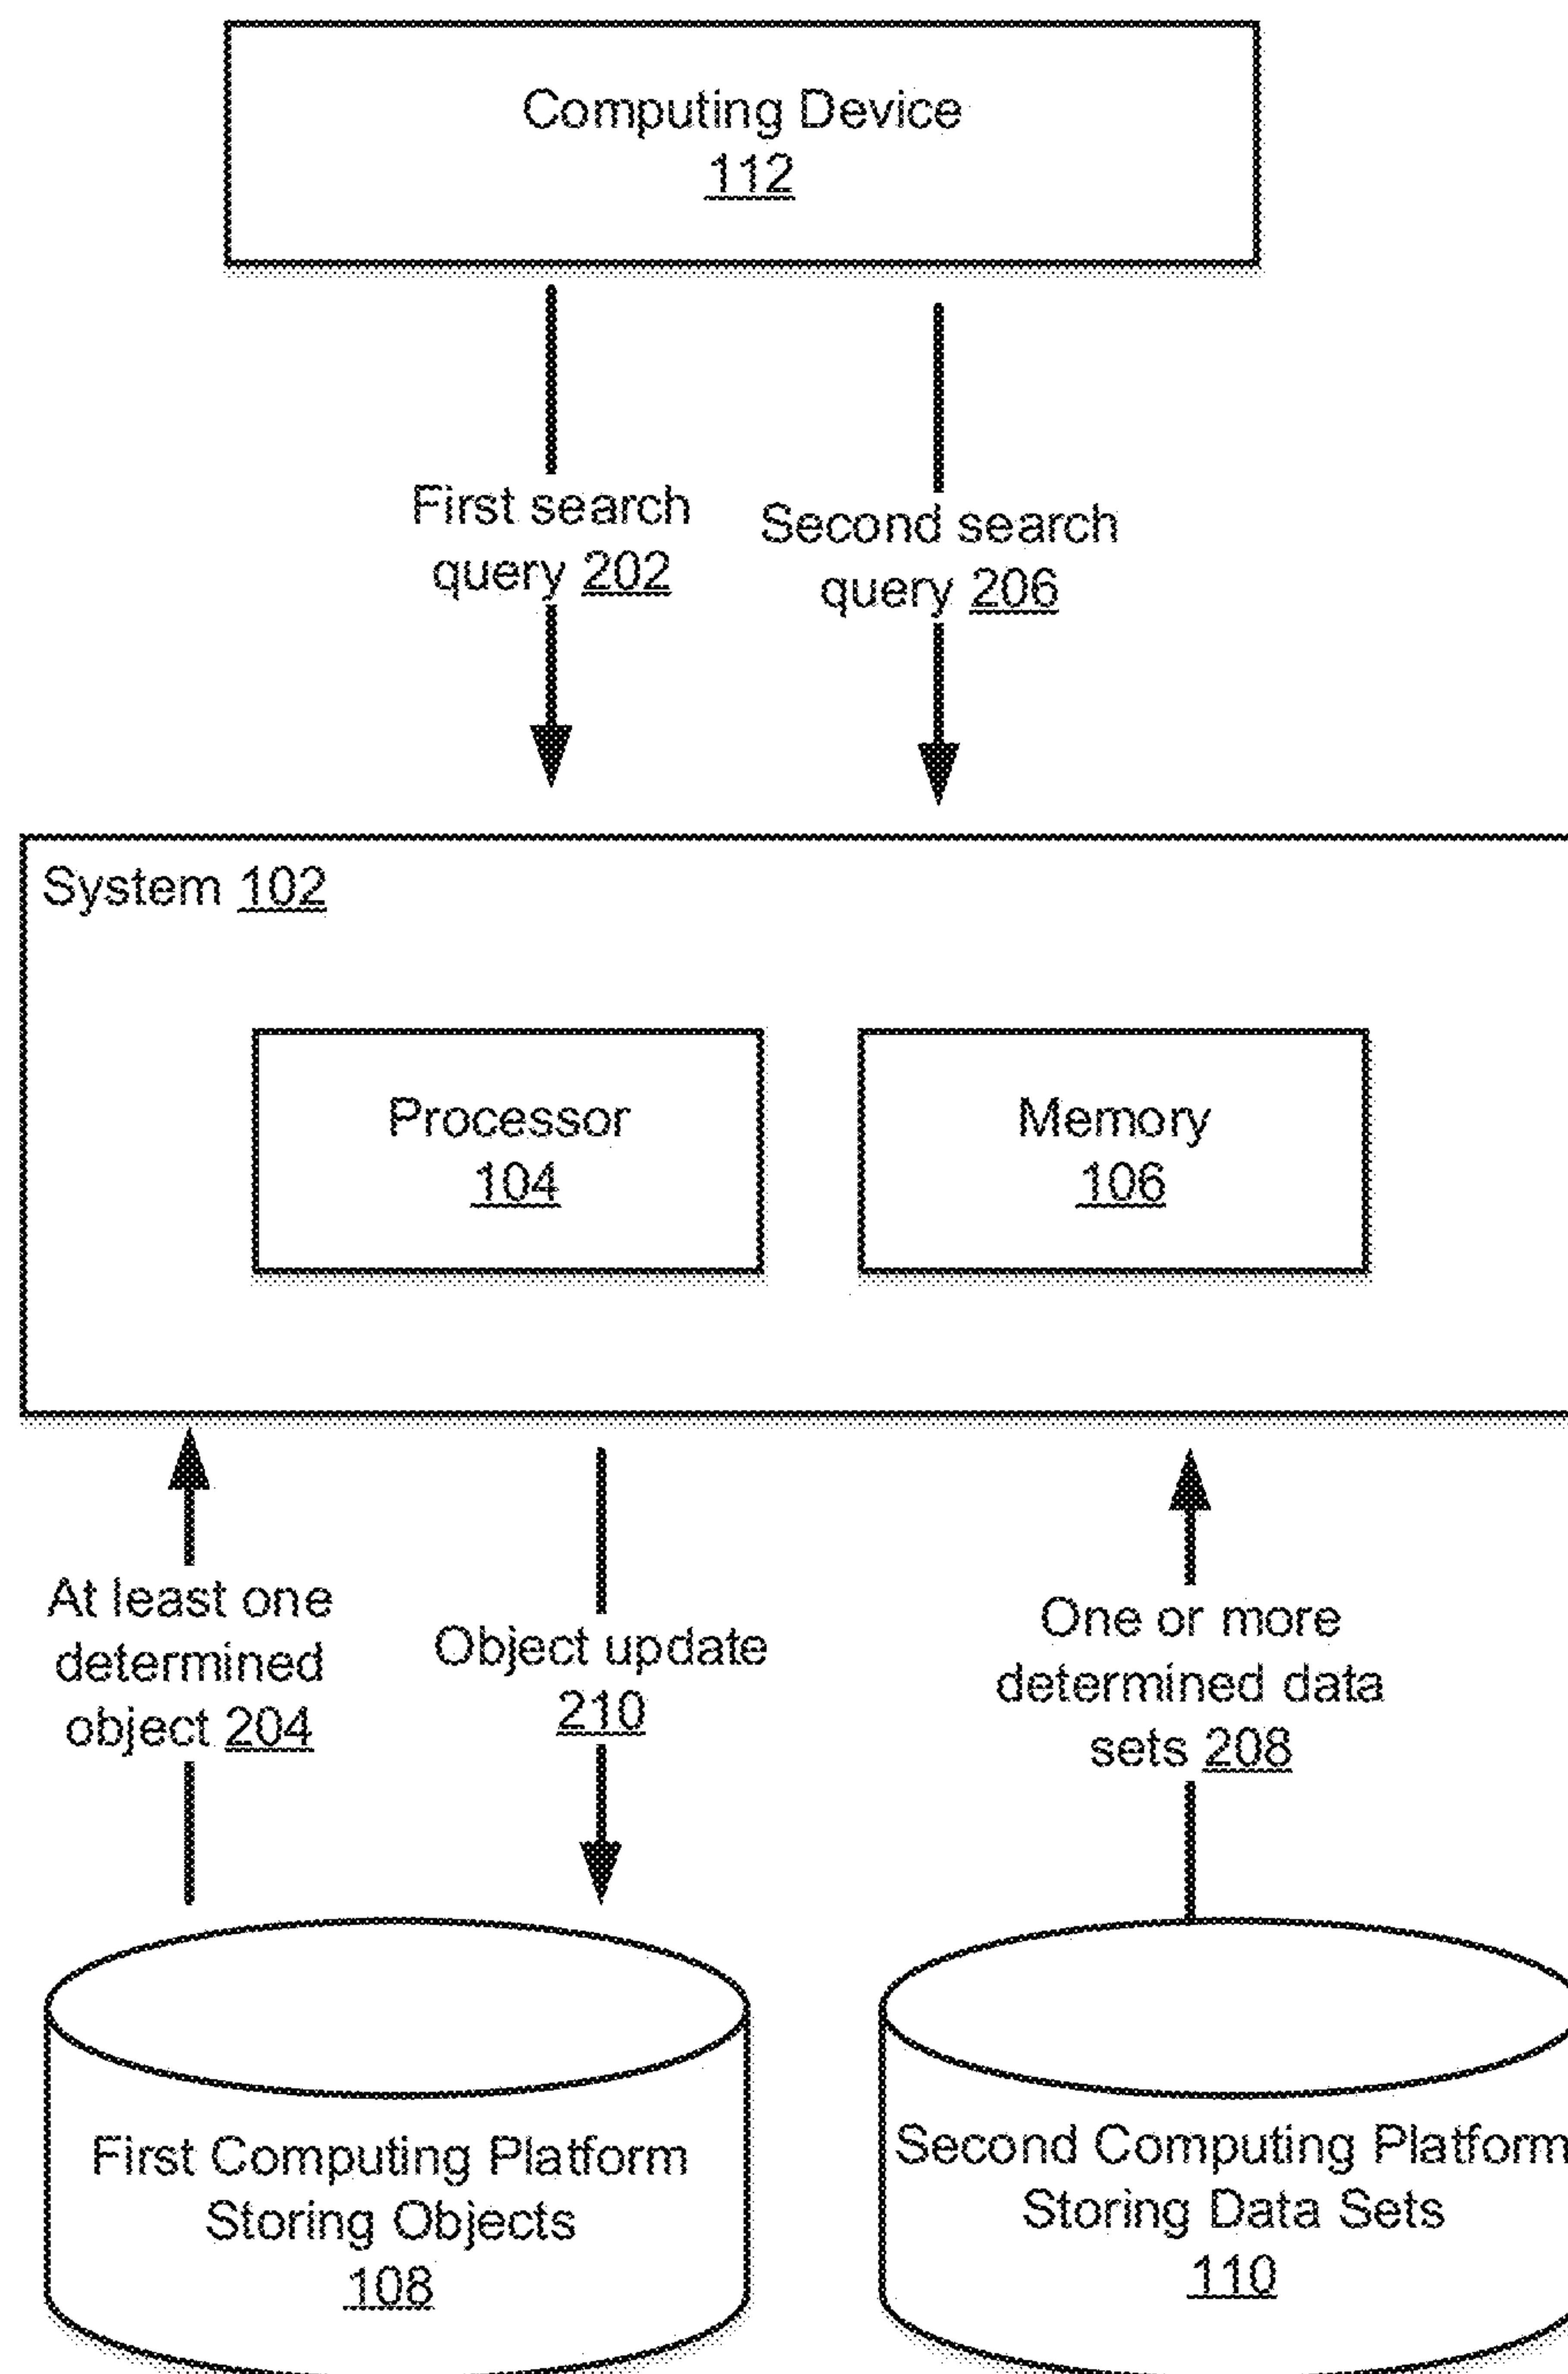 Computing Device
112
First search
query 202
Second search
query 206
System 102
Processor
104
Memory
106
At least one
determined
object 204
Object update
210
One or more
determined data
sets 208
First Computing Platform
Storing Objects
108
Second Computing Platform
Storing Data Sets
110